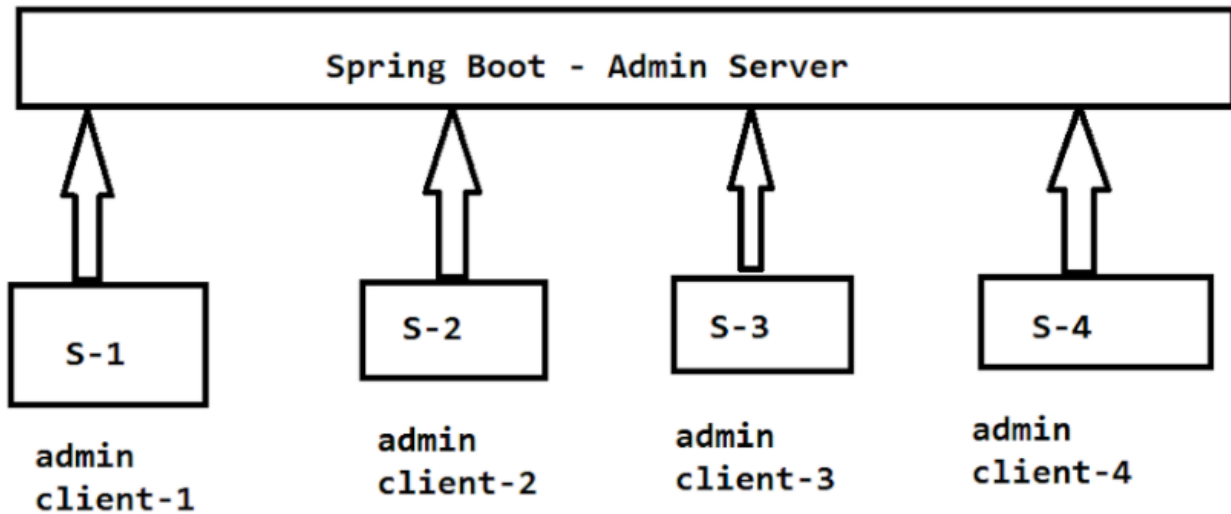 Spring Boot - Admin Server
S-1
S-2
S-3
S-4
admin
client-1
admin
client-2
admin
client-3
admin
client-4